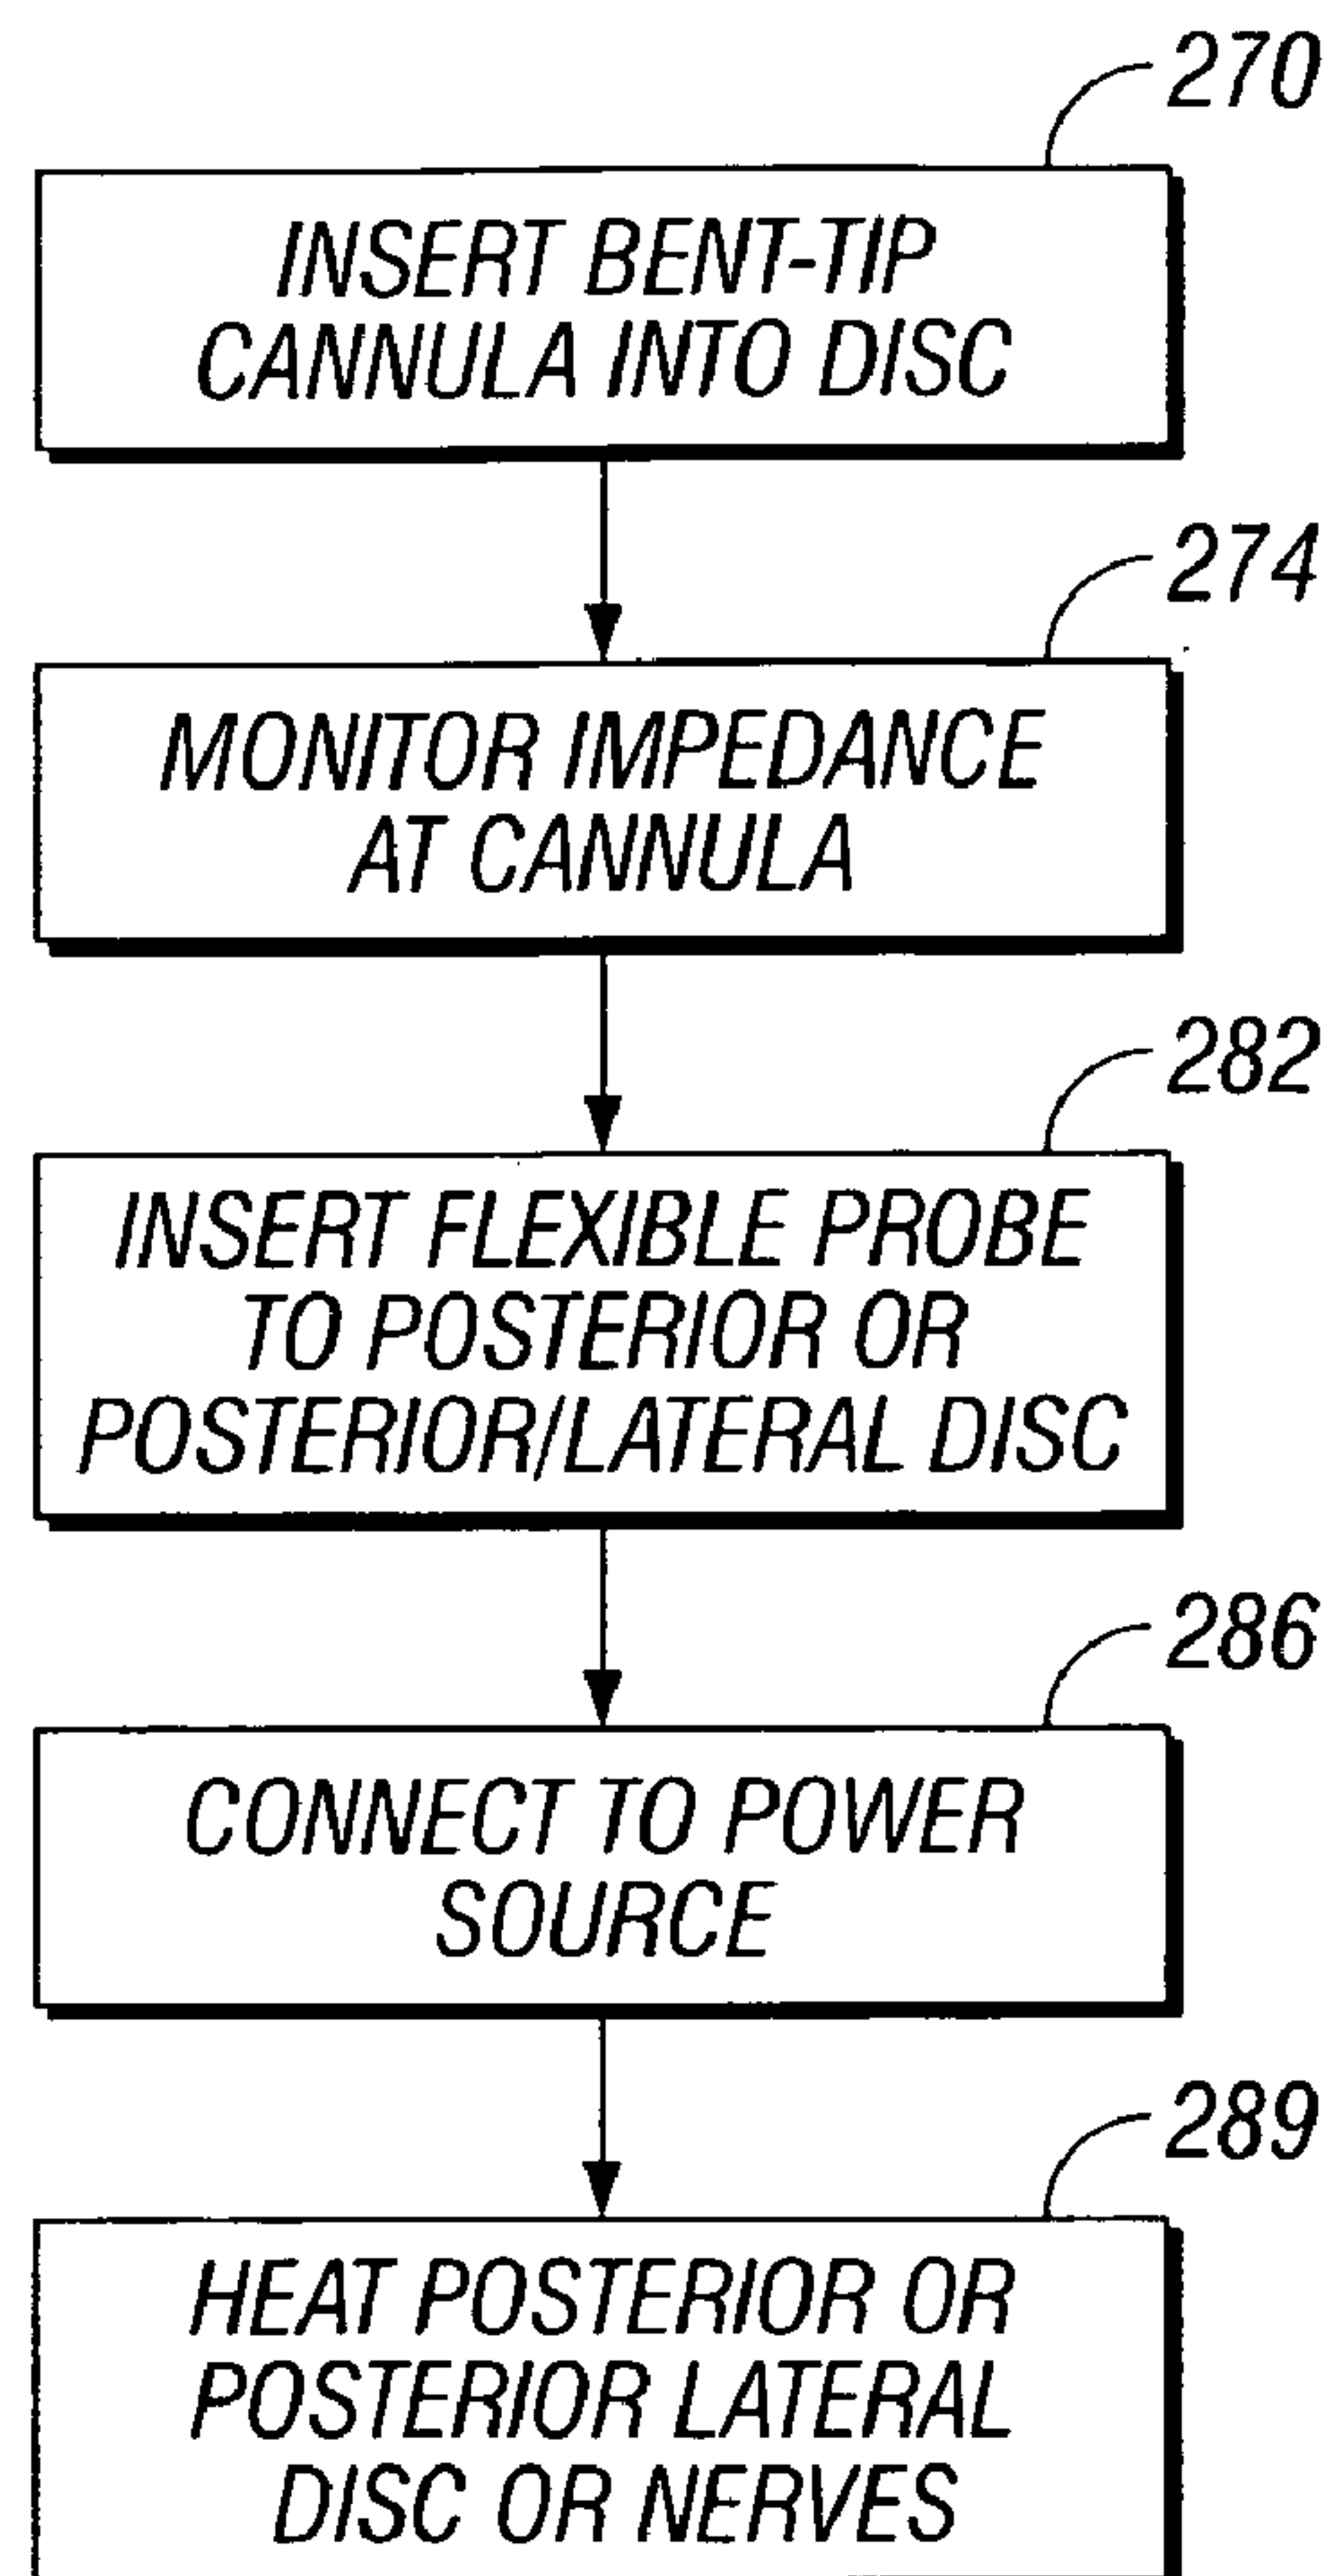 270
INSERT BENT-TIP
CANNULA INTO DISC
274
MONITOR IMPEDANCE
AT CANNULA
282
INSERT FLEXIBLE PROBE
TO POSTERIOR OR
POSTERIOR/LATERAL DISC
286
CONNECT TO POWER
SOURCE
289
HEAT POSTERIOR OR
POSTERIOR LATERAL
DISC OR NERVES